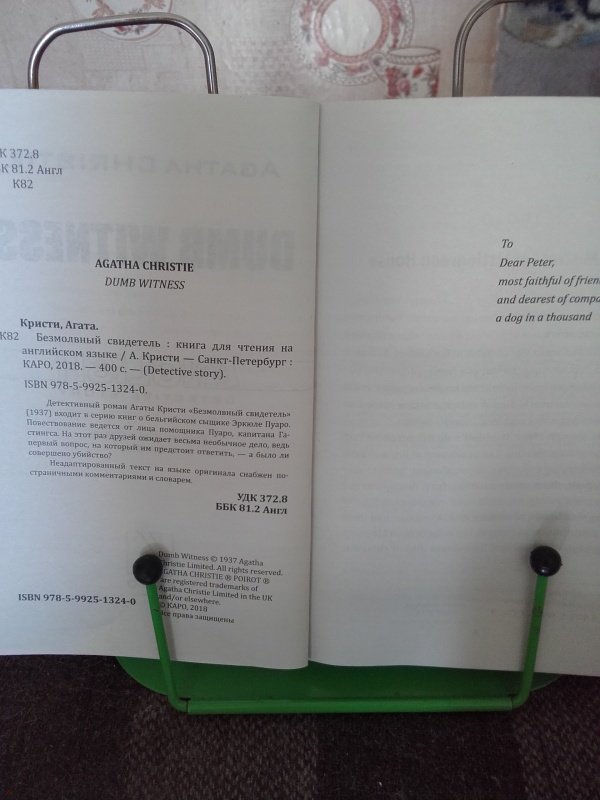 К 372.8
К 81.2 Англ
К82
AGATHA CHRISTIE
DUMB WITNESS
Кристи, Агата.
К82 Безмолвный свидетель : книга для чтения на
английском языке / А. Кристи — Санкт-Петербург :
КАРО, 2018. — 400 с. — (Detective story).
ISBN 978-5-9925-1324-0.
Детективный роман Агаты Кристи «Безмолвный свидетель»
(1937) входит в серию книг о бельгийском сыщике Эркюле Пуаро.
Повествование ведется от лица помощника Пуаро, капитана Га-
стингса. На этот раз друзей ожидает весьма необычное дело, ведь
первый вопрос, на который им предстоит ответить, — а было ли
совершено убийство?
Неадаптированный текст на языке оригинала снабжен по-
страничными комментариями и словарем.
УДК 372.8
ББК 81.2 Англ
Dumb Witness © 1937 Agatha
Christie Limited. All rights reserved.
AGATHA CHRISTIE ® POIROT ®
are registered trademarks of
Agatha Christie Limited in the UK
and/or elsewhere.
© КАРО, 2018
все права защищены
ISBN 978-5-9925-1324-0
To
Dear Peter,
most faithful of frien
and dearest of compa
a dog in a thousand